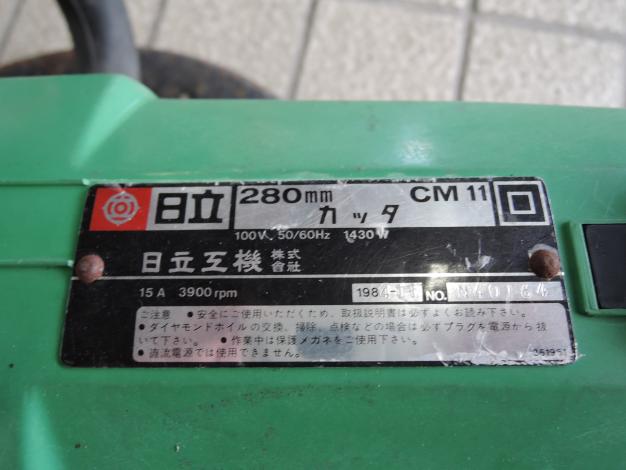 日立 280mm カッタ CM 11
100V 50/60Hz 1430W
日立工機 株式会社
15A 3900rpm NO.
ご注意 ●安全にご使用いただくため、取扱説明書は必ずよくお読み下さい。
●ダイヤモンドホイルの交換、掃除、点検などの場合は必ずプラグを電源から抜
いて下さい。 ●作業中は保護メガネをご使用下さい。
●直流電源では使用できません。